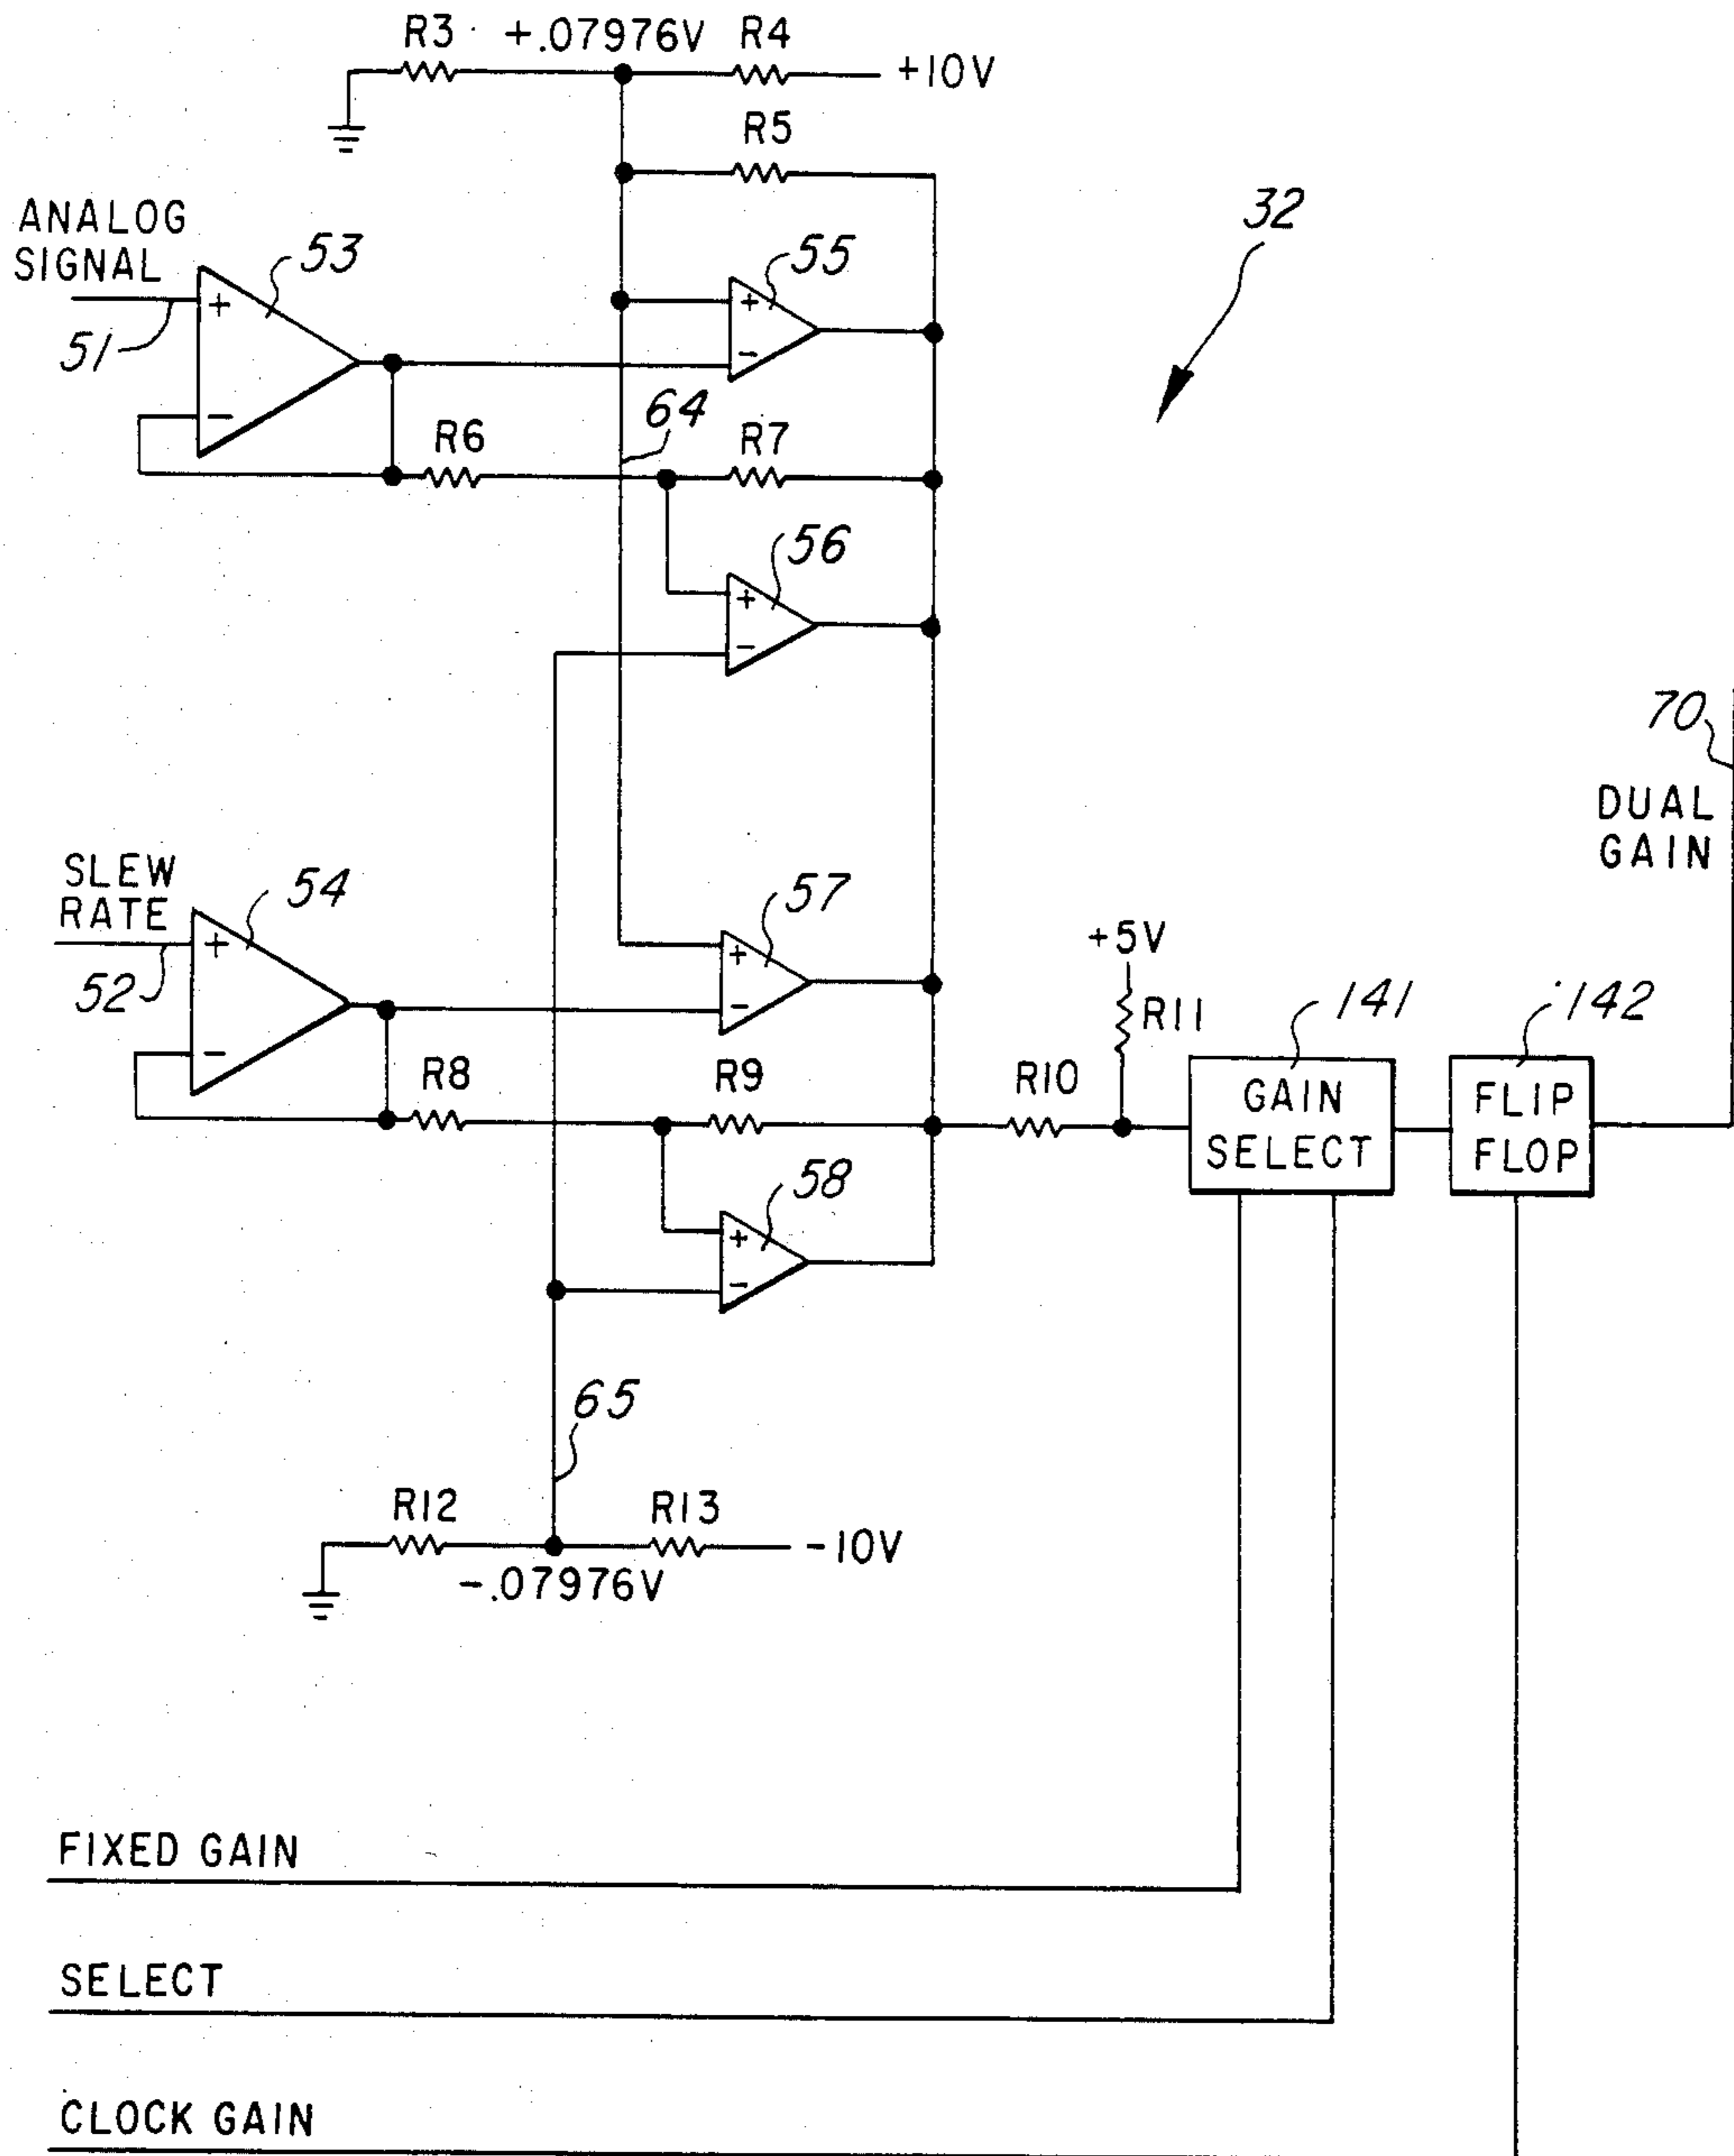 R3 +.07976V R4
+10V
R5
32
ANALOG
SIGNAL
53
55
+
+
51
-
64
-
R6
R7
56
+
-
70
DUAL
GAIN
SLEW
RATE
54
57
+5V
+
+
52
141
142
R11
-
-
R8
R9
R10
GAIN
SELECT
FLIP
FLOP
58
+
-
65
R12
R13
-10V
-.07976V
FIXED GAIN
SELECT
CLOCK GAIN